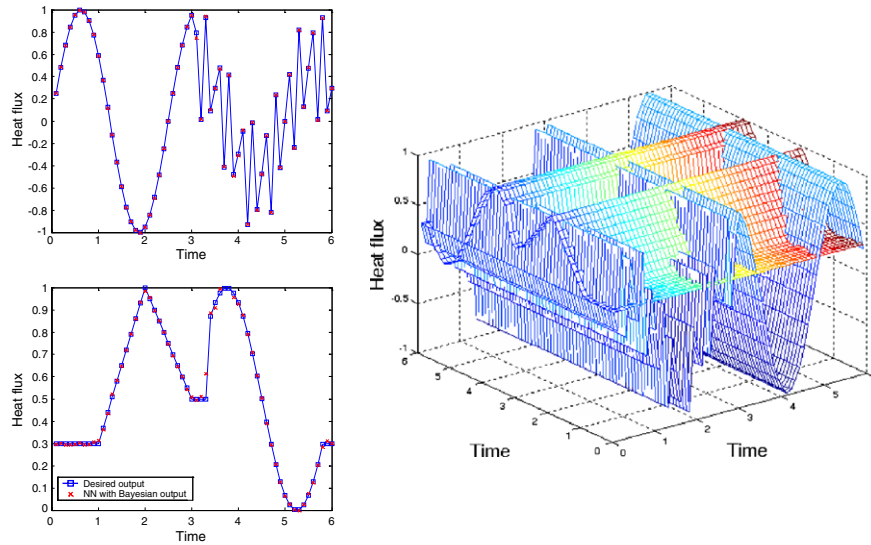 1
0.8
0.6
0.4
0.2
0
-0.2
-0.4
-0.6
-0.8
-1
Heat flux
0 1 2 3 4 5 6
Time
1
0.9
0.8
0.7
0.6
0.5
0.4
0.3
0.2
0.1
0
Heat flux
Desired output
NN with Bayesian output
0 1 2 3 4 5 6
Time
1
0.5
0
-0.5
-1
Heat flux
6 5 4 3 2 1 0
Time
0 1 2 3 4 5
Time